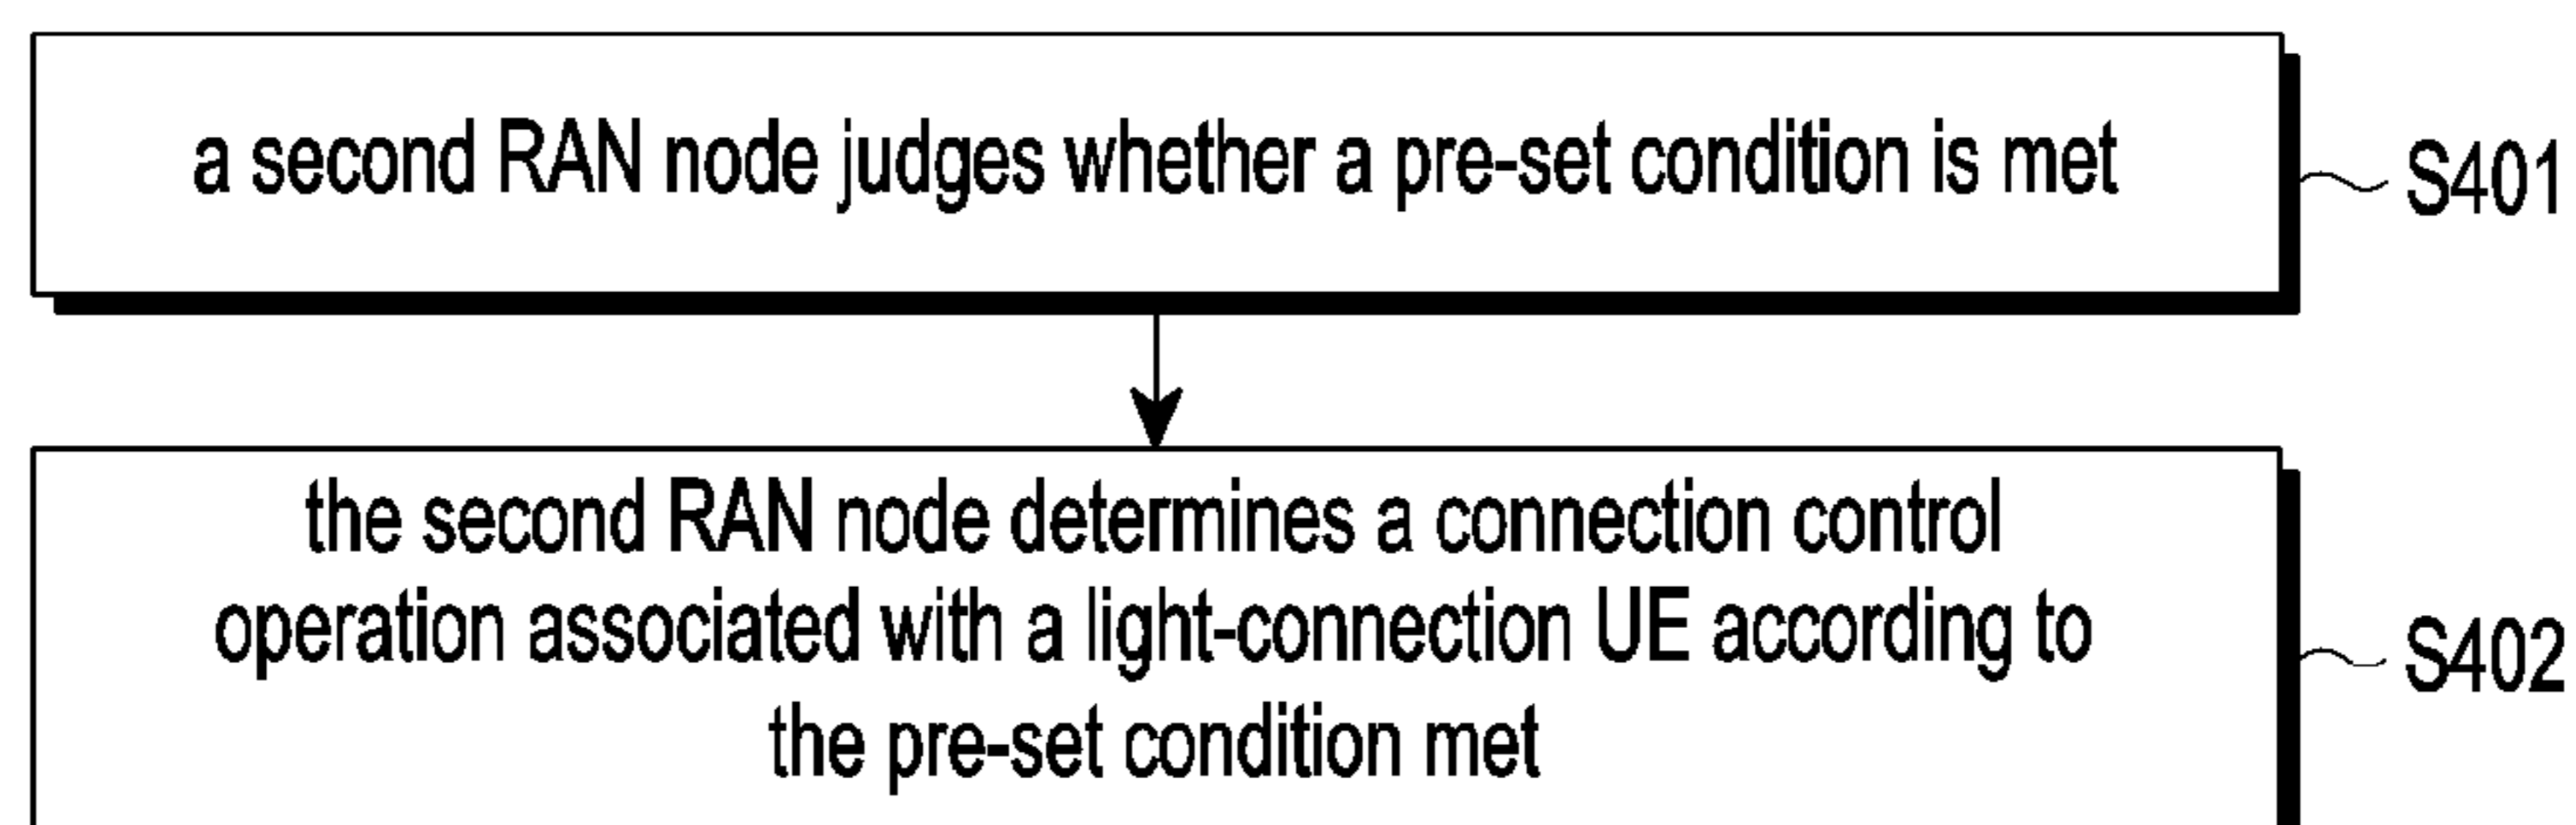 a second RAN node judges whether a pre-set condition is met
S401
the second RAN node determines a connection control
operation associated with a light-connection UE according to
S402
the pre-set condition met